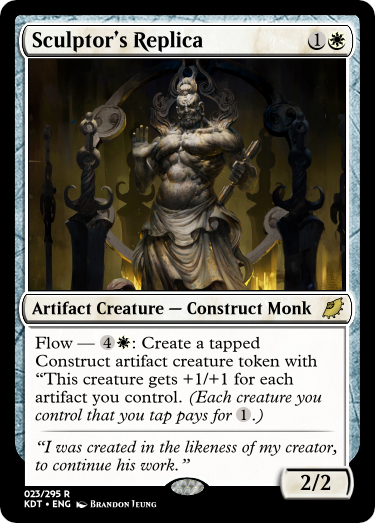 Sculptor's Replica 1
Artifact Creature — Construct Monk
Flow — 4: Create a tapped
Construct artifact creature token with
“This creature gets +1/+1 for each
artifact you control. (Each creature you
control that you tap pays for 1.)
“I was created in the likeness of my creator,
to continue his work.”
2/2
023/295 R
KDT • ENG Brandon Jeung